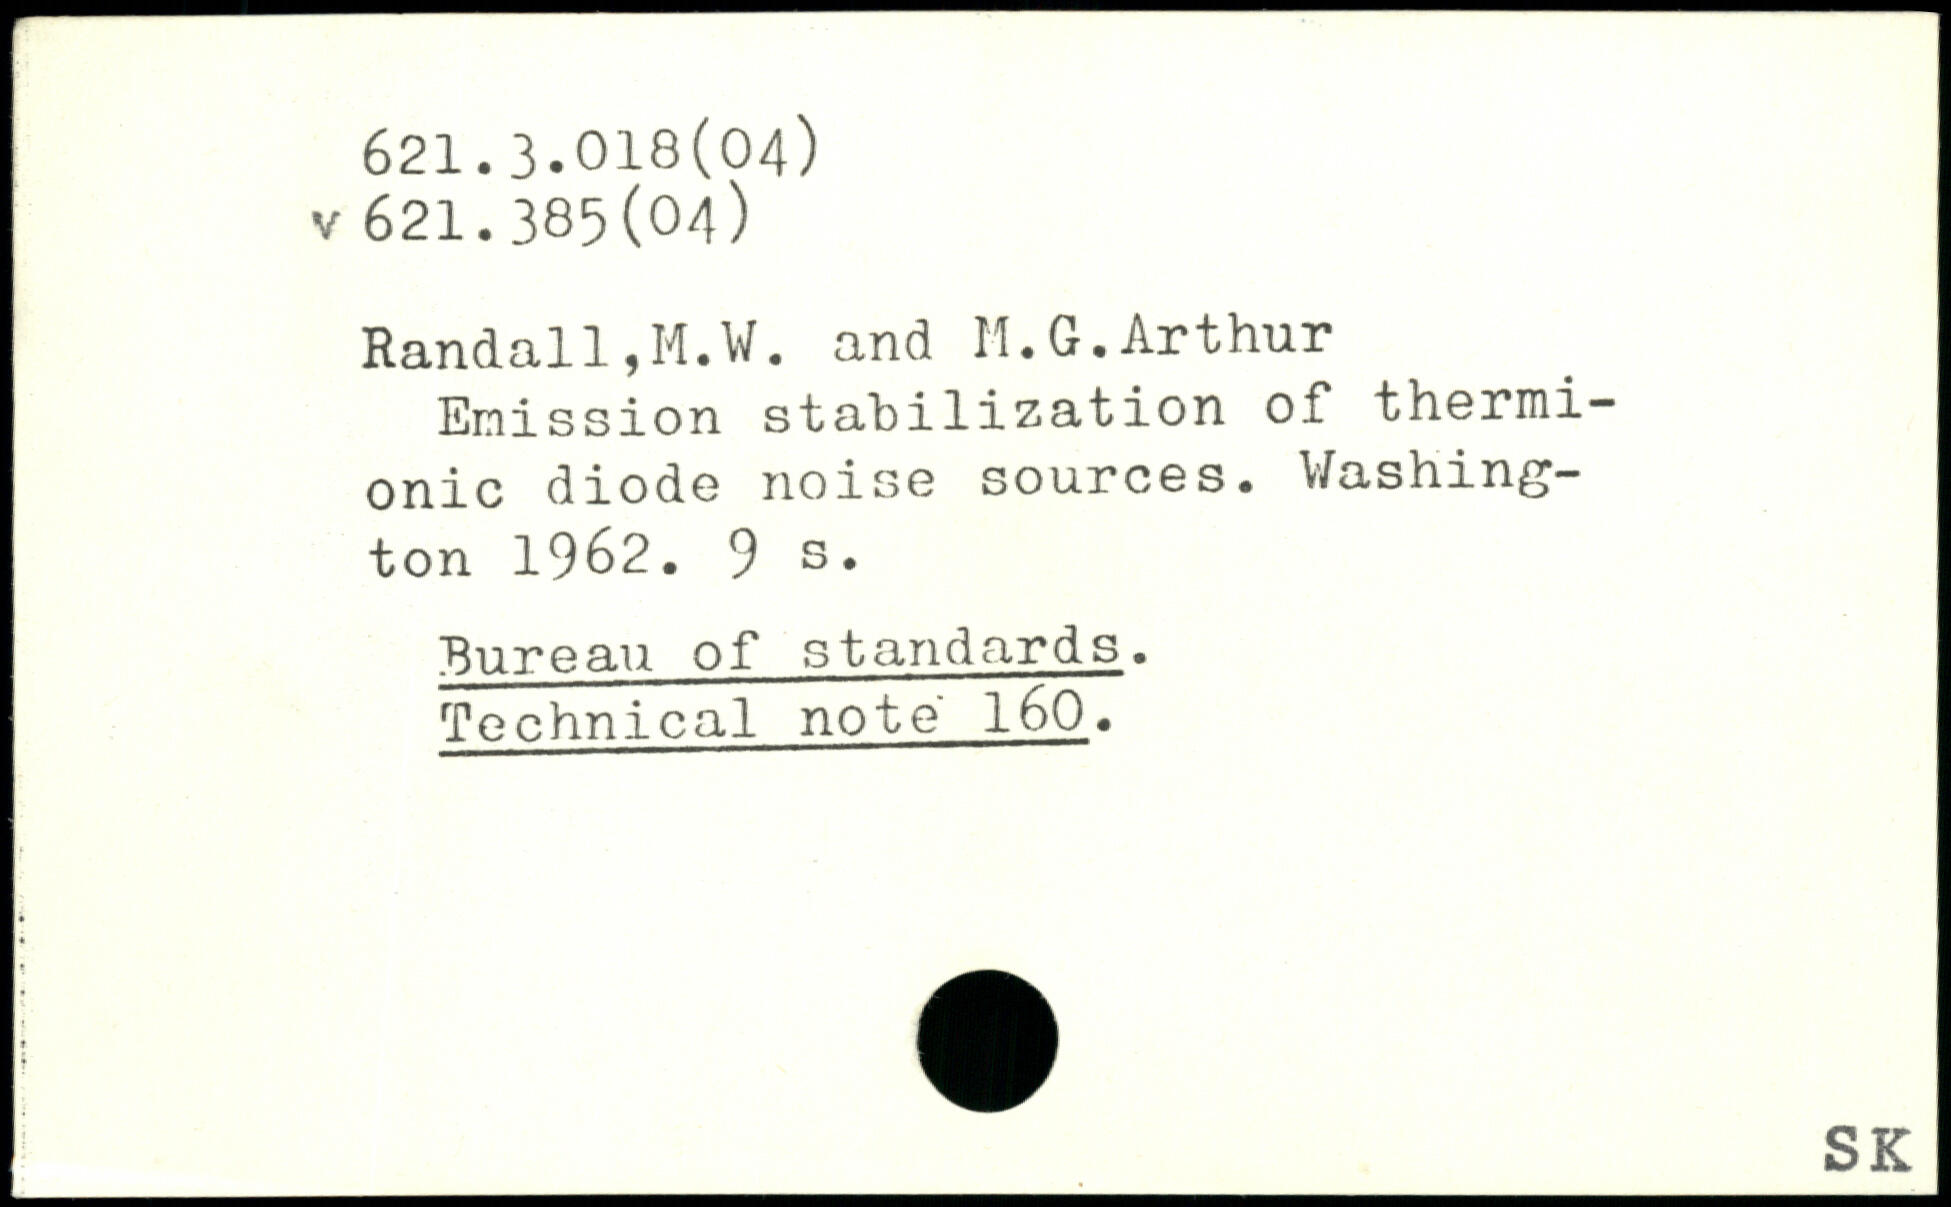 621.3.018(04)
v 621.385(04)
Randall,M.W. and M.G.Arthur
Emission stabilization of thermi-
onic diode noise sources. Washing-
ton 1962. 9 s.
Bureau of standards.
Technical note 160.
SK